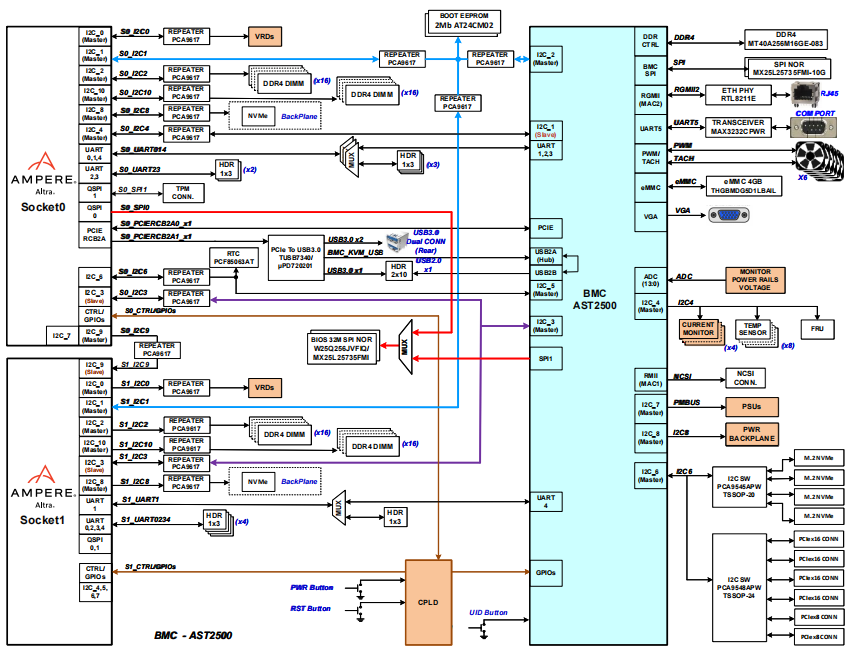 BOOT EEPROM
2Mb AT24CM02
I2C_0
(Master)
S0_I2C0
REPEATER
PCA9617
VRDs
I2C_1
(Master)
S0_I2C1
REPEATER
PCA9617
REPEATER
PCA9617
I2C_2
(Master)
S0_I2C2
REPEATER
PCA9617
DDR4 DIMM
(x16)
I2C_10
(Master)
S0_I2C10
REPEATER
PCA9617
DDR4 DIMM
(x16)
REPEATER
PCA9617
I2C_8
(Master)
S0_I2C8
REPEATER
PCA9617
NVMe
BackPlane
I2C_4
(Master)
S0_I2C4
REPEATER
PCA9617
UART
0,1,4
S0_UART014
MUX
HDR
1x3
(x3)
UART
2,3
S0_UART23
HDR
1x3
(x2)
AMPERE
Altra.
Socket0
QSPI
1
S0_SPI1
TPM
CONN.
QSPI
0
S0_SPI0
PCIE
RCB2A
S0_PCIERCB2A0_x1
S0_PCIERCB2A1_x1
RTC
PCF85063AT
PCIe To USB3.0
TUSB7340/
μPD720201
USB3.0 x2
USB3.0
Dual CONN
(Rear)
BMC_KVM_USB
USB3.0 x1
HDR
2x10
USB2.0
x1
I2C_6
S0_I2C6
REPEATER
PCA9617
I2C_3
(Slave)
S0_I2C3
REPEATER
PCA9617
CTRL/
GPIOs
S0_CTRL/GPIOs
I2C_7
I2C_9
(Master)
S0_I2C9
REPEATER
PCA9617
BIOS 32M SPI NOR
W25Q256JVFIQ/
MX25L25735FMI
MUX
I2C_9
(Slave)
S1_I2C9
I2C_0
(Master)
S1_I2C0
REPEATER
PCA9617
VRDs
I2C_1
(Master)
S1_I2C1
I2C_2
(Master)
S1_I2C2
REPEATER
PCA9617
DDR4 DIMM
(x16)
I2C_10
(Master)
S1_I2C10
REPEATER
PCA9617
DDR4 DIMM
(x16)
I2C_3
(Slave)
S1_I2C3
REPEATER
PCA9617
I2C_8
(Master)
S1_I2C8
REPEATER
PCA9617
NVMe
BackPlane
AMPERE
Altra.
Socket1
UART
1
S1_UART1
MUX
HDR
1x3
UART
0,2,3,4
S1_UART0234
HDR
1x3
(x4)
QSPI
0,1
CTRL/
GPIOs
S1_CTRL/GPIOs
I2C_4,5,
6,7
CPLD
PWR Button
RST Button
UID Button
BMC - AST2500
I2C_2
(Master)
I2C_1
(Slave)
UART
1,2,3
PCIE
USB2A
(Hub)
USB2B
I2C_5
(Master)
I2C_3
(Master)
SPI1
UART
4
GPIOs
BMC
AST2500
DDR
CTRL
DDR4
DDR4
MT40A256M16GE-083
BMC
SPI
SPI
SPI NOR
MX25L25735FMI-10G
RGMII
(MAC2)
RGMII2
ETH PHY
RTL8211E
RJ45
COM PORT
UART5
UART5
TRANSCEIVER
MAX3232CPWR
PWM/
TACH
PWM
TACH
X6
eMMC
eMMC
eMMC 4GB
THGBMDG5D1LBAIL
VGA
VGA
ADC
(13:0)
ADC
MONITOR
POWER RAILS
VOLTAGE
I2C_4
(Master)
I2C4
CURRENT
MONITOR
(x4)
TEMP
SENSOR
(x8)
FRU
RMII
(MAC1)
NCSI
NCSI
CONN.
I2C_7
(Master)
PMBUS
PSUs
I2C_8
(Master)
I2C8
PWR
BACKPLANE
I2C_6
(Master)
I2C6
I2C SW
PCA9545APW
TSSOP-20
M.2 NVMe
M.2 NVMe
M.2 NVMe
M.2 NVMe
I2C SW
PCA9548APW
TSSOP-24
PCIex16 CONN
PCIex16 CONN
PCIex16 CONN
PCIex16 CONN
PCIex8 CONN
PCIex8 CONN